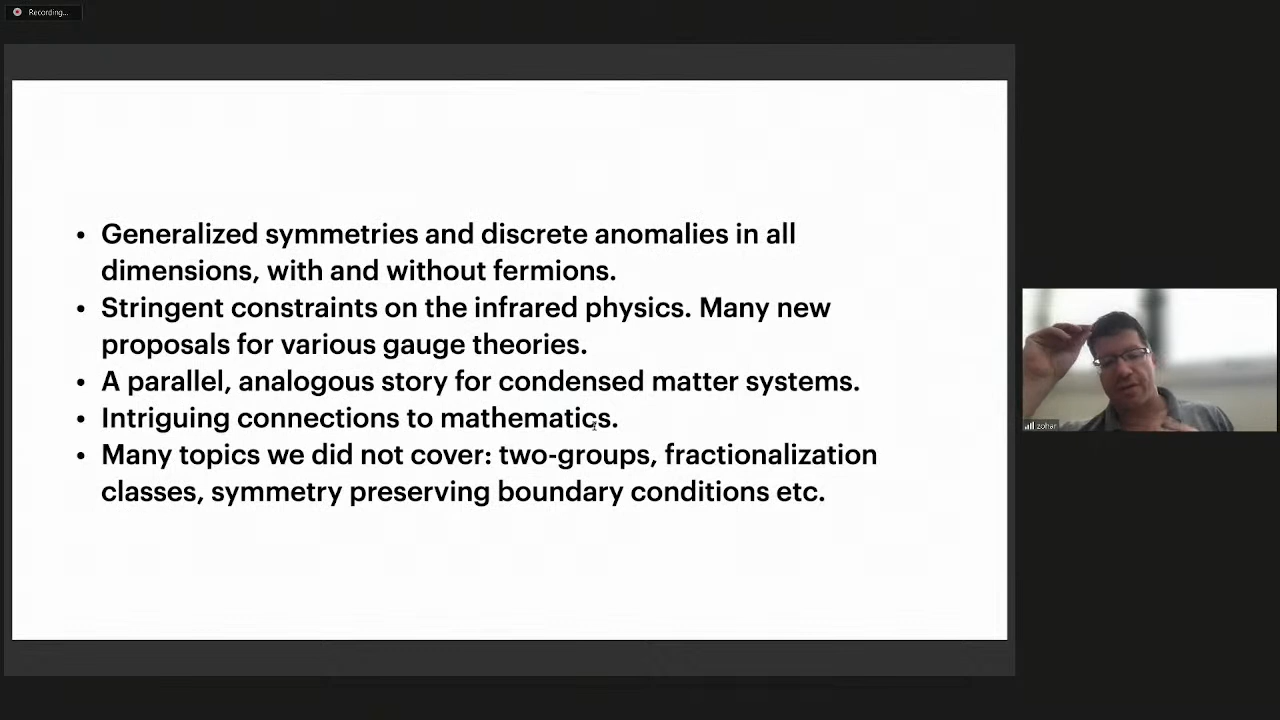 Recording...
• Generalized symmetries and discrete anomalies in all
dimensions, with and without fermions.
• Stringent constraints on the infrared physics. Many new
proposals for various gauge theories.
• A parallel, analogous story for condensed matter systems.
• Intriguing connections to mathematics.
• Many topics we did not cover: two-groups, fractionalization
classes, symmetry preserving boundary conditions etc.
zohar